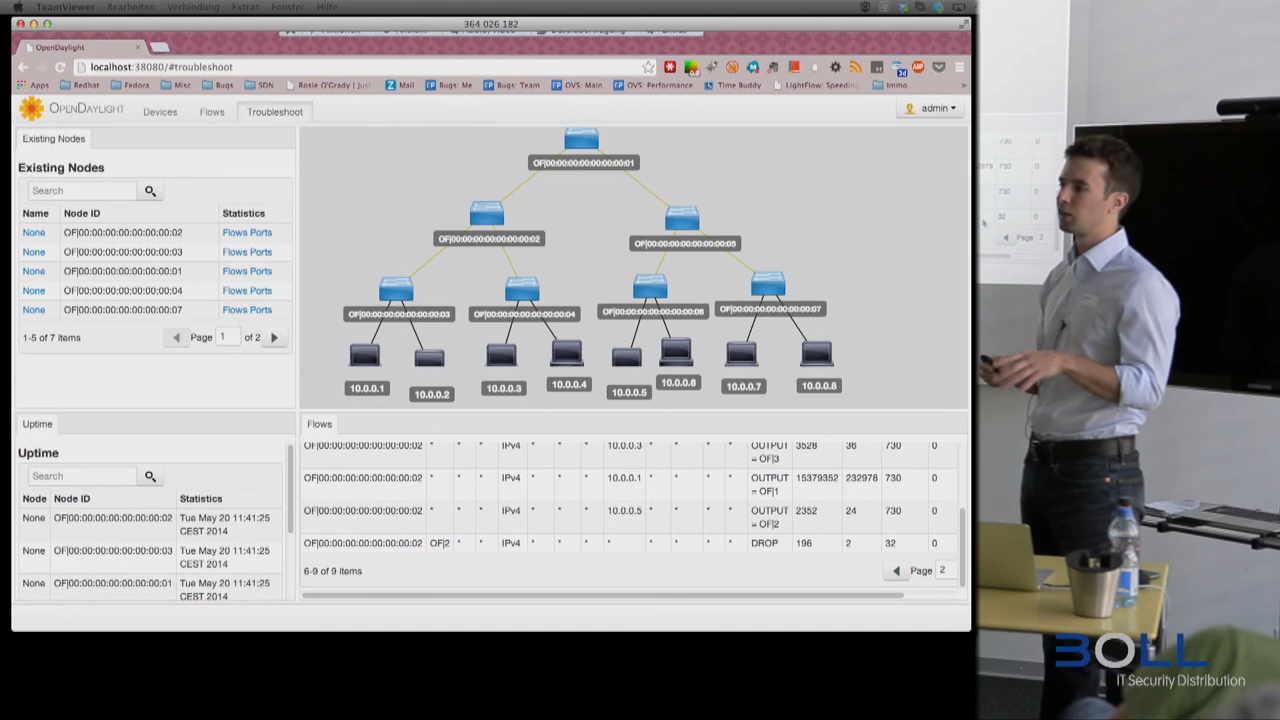 TeamViewer Bearbeiten Verbindung Extras Fenster Hilfe
364 026 182
OpenDaylight
localhost:38080/#troubleshoot
Apps Redhat Fedora Misc Bugs SDN Rosie O'Grady | Just Mail Bugs: Me Bugs: Team OVS: Main OVS: Performance Time Buddy LightFlow: Speeding Immo »
OPENDAYLIGHT Devices Flows Troubleshoot admin
Existing Nodes
Existing Nodes
Search
Name Node ID Statistics
None OF|00:00:00:00:00:00:00:02 Flows Ports
None OF|00:00:00:00:00:00:00:03 Flows Ports
None OF|00:00:00:00:00:00:00:01 Flows Ports
None OF|00:00:00:00:00:00:00:04 Flows Ports
None OF|00:00:00:00:00:00:00:07 Flows Ports
1-5 of 7 items Page 1 of 2
OF|00:00:00:00:00:00:00:01
OF|00:00:00:00:00:00:00:02
OF|00:00:00:00:00:00:00:05
OF|00:00:00:00:00:00:00:03
OF|00:00:00:00:00:00:00:04
OF|00:00:00:00:00:00:00:06
OF|00:00:00:00:00:00:00:07
10.0.0.1
10.0.0.2
10.0.0.3
10.0.0.4
10.0.0.5
10.0.0.6
10.0.0.7
10.0.0.8
Uptime
Uptime
Search
Node Node ID Statistics
None OF|00:00:00:00:00:00:00:02 Tue May 20 11:41:25
CEST 2014
None OF|00:00:00:00:00:00:00:03 Tue May 20 11:41:25
CEST 2014
None OF|00:00:00:00:00:00:00:01 Tue May 20 11:41:25
CEST 2014
Flows
OF|00:00:00:00:00:00:00:02 * * * IPv4 * * * 10.0.0.3 * * * * OUTPUT 3528 36 730 0
= OF|3
OF|00:00:00:00:00:00:00:02 * * * IPv4 * * * 10.0.0.1 * * * * OUTPUT 15379352 232978 730 0
= OF|1
OF|00:00:00:00:00:00:00:02 * * * IPv4 * * * 10.0.0.5 * * * * OUTPUT 2352 24 730 0
= OF|2
OF|00:00:00:00:00:00:00:02 OF|2 * * IPv4 * * * * * * * * DROP 196 2 32 0
6-9 of 9 items Page 2
730 0
730 0
730 0
32 0
Page 2
BOLL
IT Security Distribution